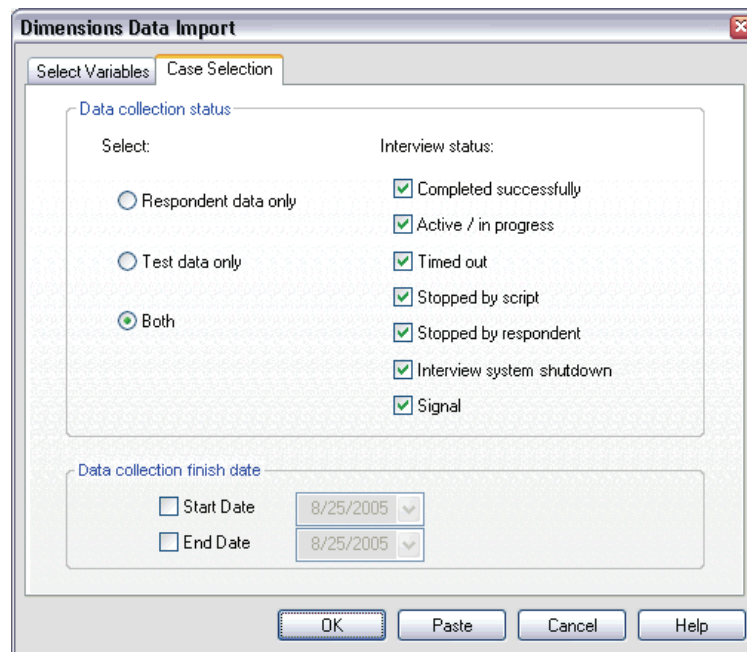 Dimensions Data Import
Select Variables Case Selection
Data collection status
Select:
Respondent data only
Test data only
Both
Interview status:
Completed successfully
Active / in progress
Timed out
Stopped by script
Stopped by respondent
Interview system shutdown
Signal
Data collection finish date
Start Date 8/25/2005
End Date 8/25/2005
OK Paste Cancel Help